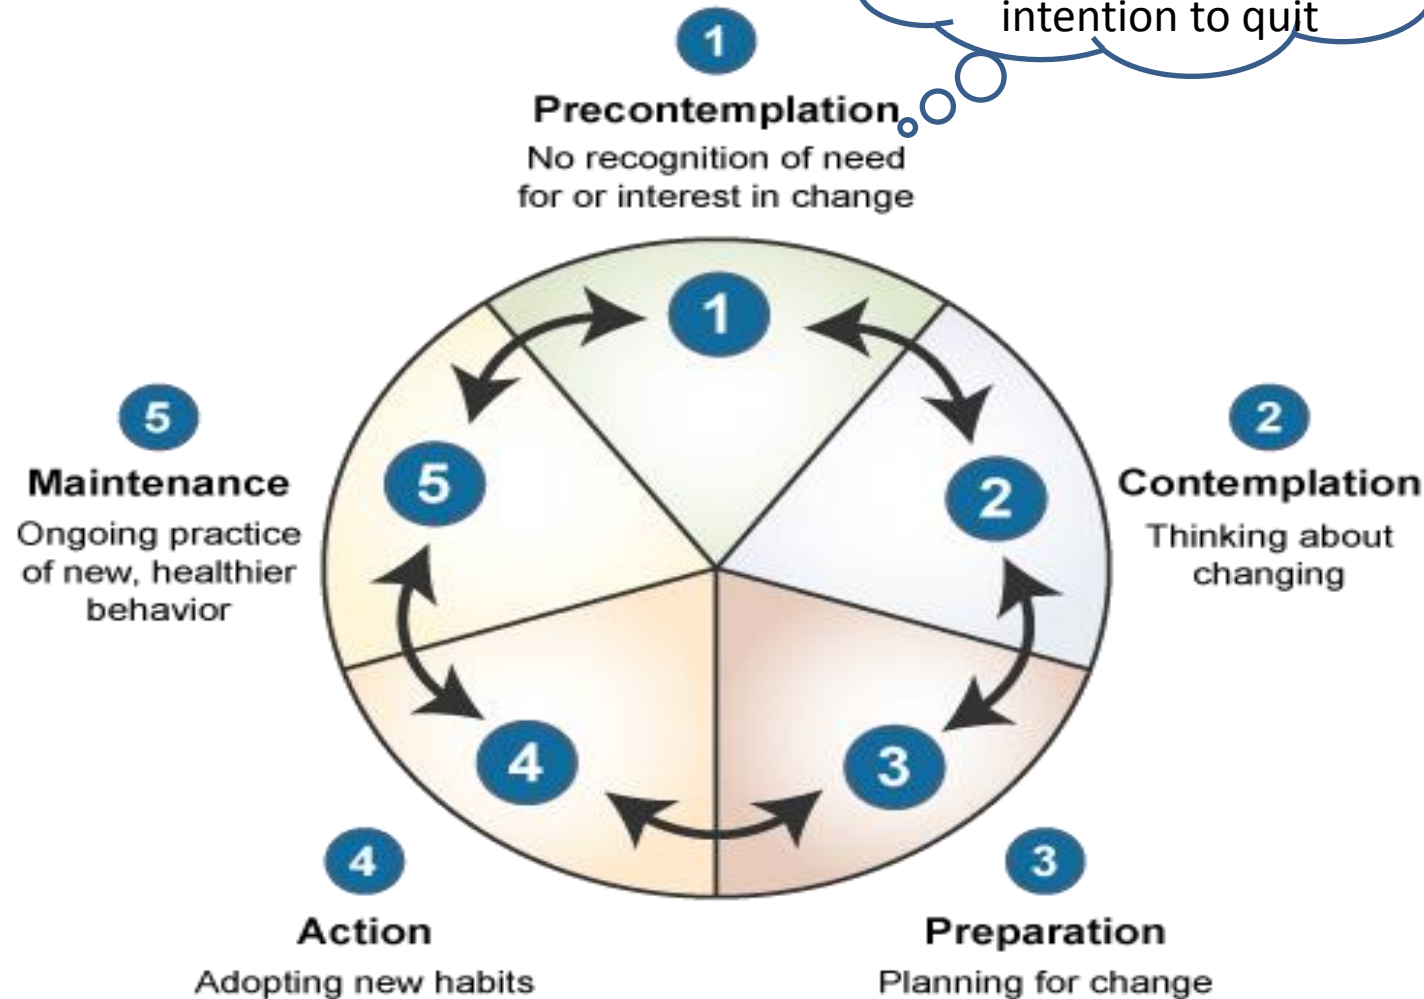 intention to quit
1
Precontemplation
No recognition of need
for or interest in change
1
2
Contemplation
Thinking about
changing
2
3
Preparation
Planning for change
3
4
Action
Adopting new habits
4
5
Maintenance
Ongoing practice
of new, healthier
behavior
5